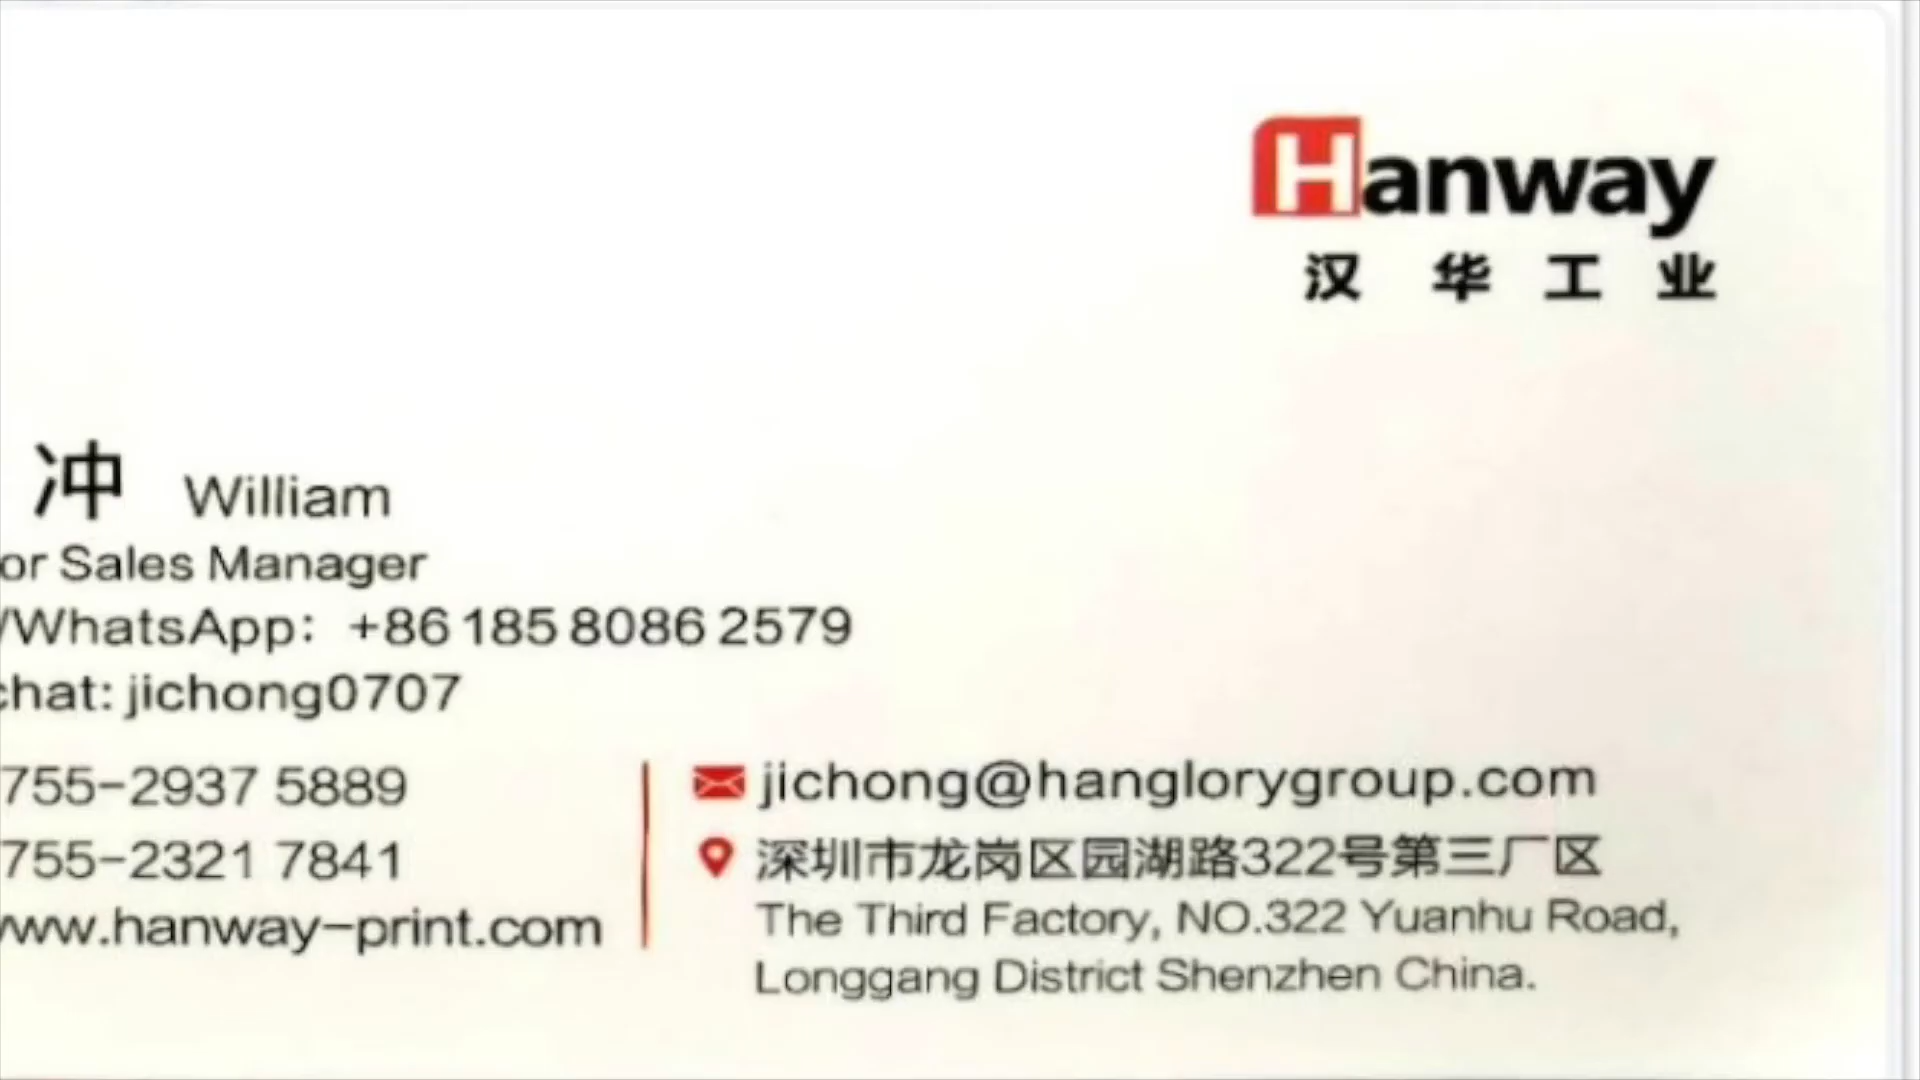 Hanway
汉华工业
冲 William
or Sales Manager
/WhatsApp: +86 185 8086 2579
chat: jichong0707
755-2937 5889
755-2321 7841
www.hanway-print.com
jichong@hanglorygroup.com
深圳市龙岗区园湖路322号第三厂区
The Third Factory, NO.322 Yuanhu Road,
Longgang District Shenzhen China.